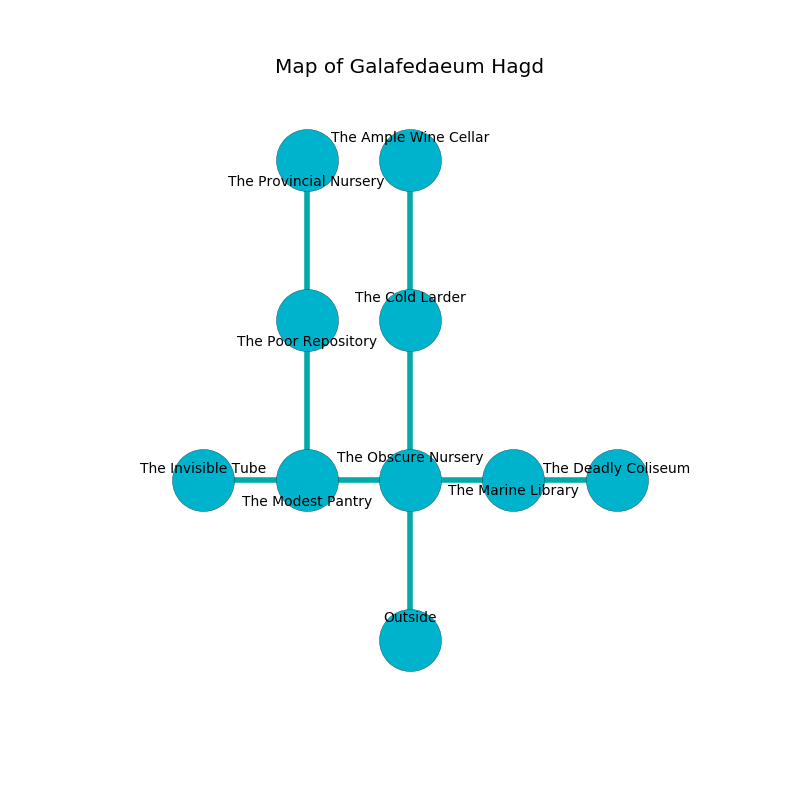 Map of Galafedaeum Hagd
The Ample Wine Cellar
The Provincial Nursery
The Cold Larder
The Poor Repository
The Obscure Nursery
The Invisible Tube
The Deadly Coliseum
The Marine Library
The Modest Pantry
Outside